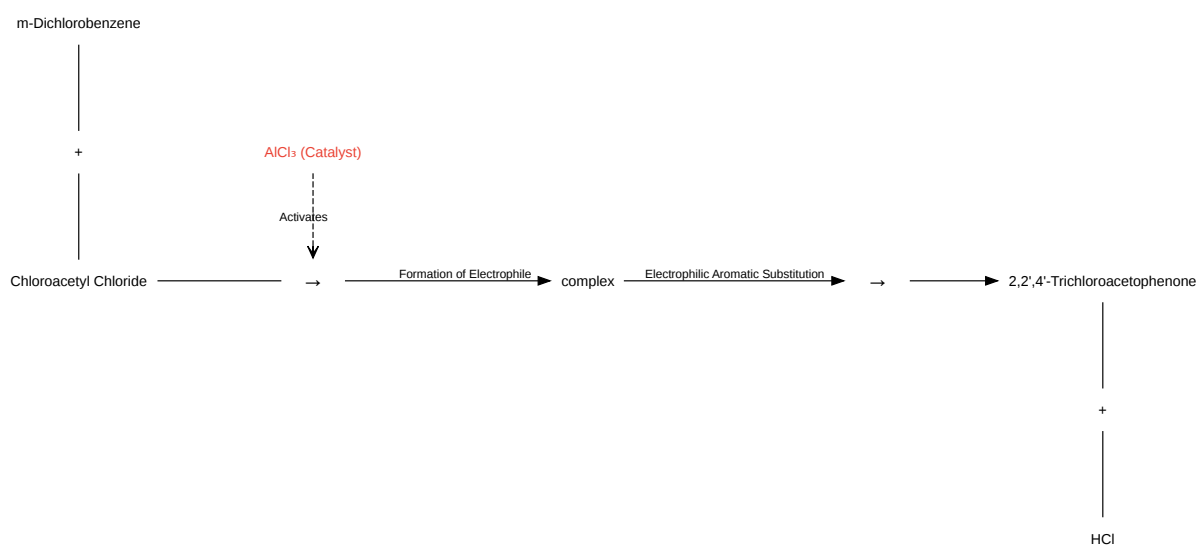 m-Dichlorobenzene
+
AlCl₃ (Catalyst)
Activates
Chloroacetyl Chloride
→
Formation of Electrophile
complex
Electrophilic Aromatic Substitution
→
2,2',4'-Trichloroacetophenone
+
HCl